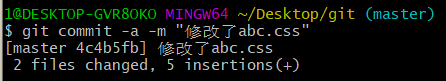 1@DESKTOP-GVR8OKO MINGW64 ~/Desktop/git (master)
$ git commit -a -m "修改了abc.css"
[master 4c4b5fb] 修改了abc.css
 2 files changed, 5 insertions(+)